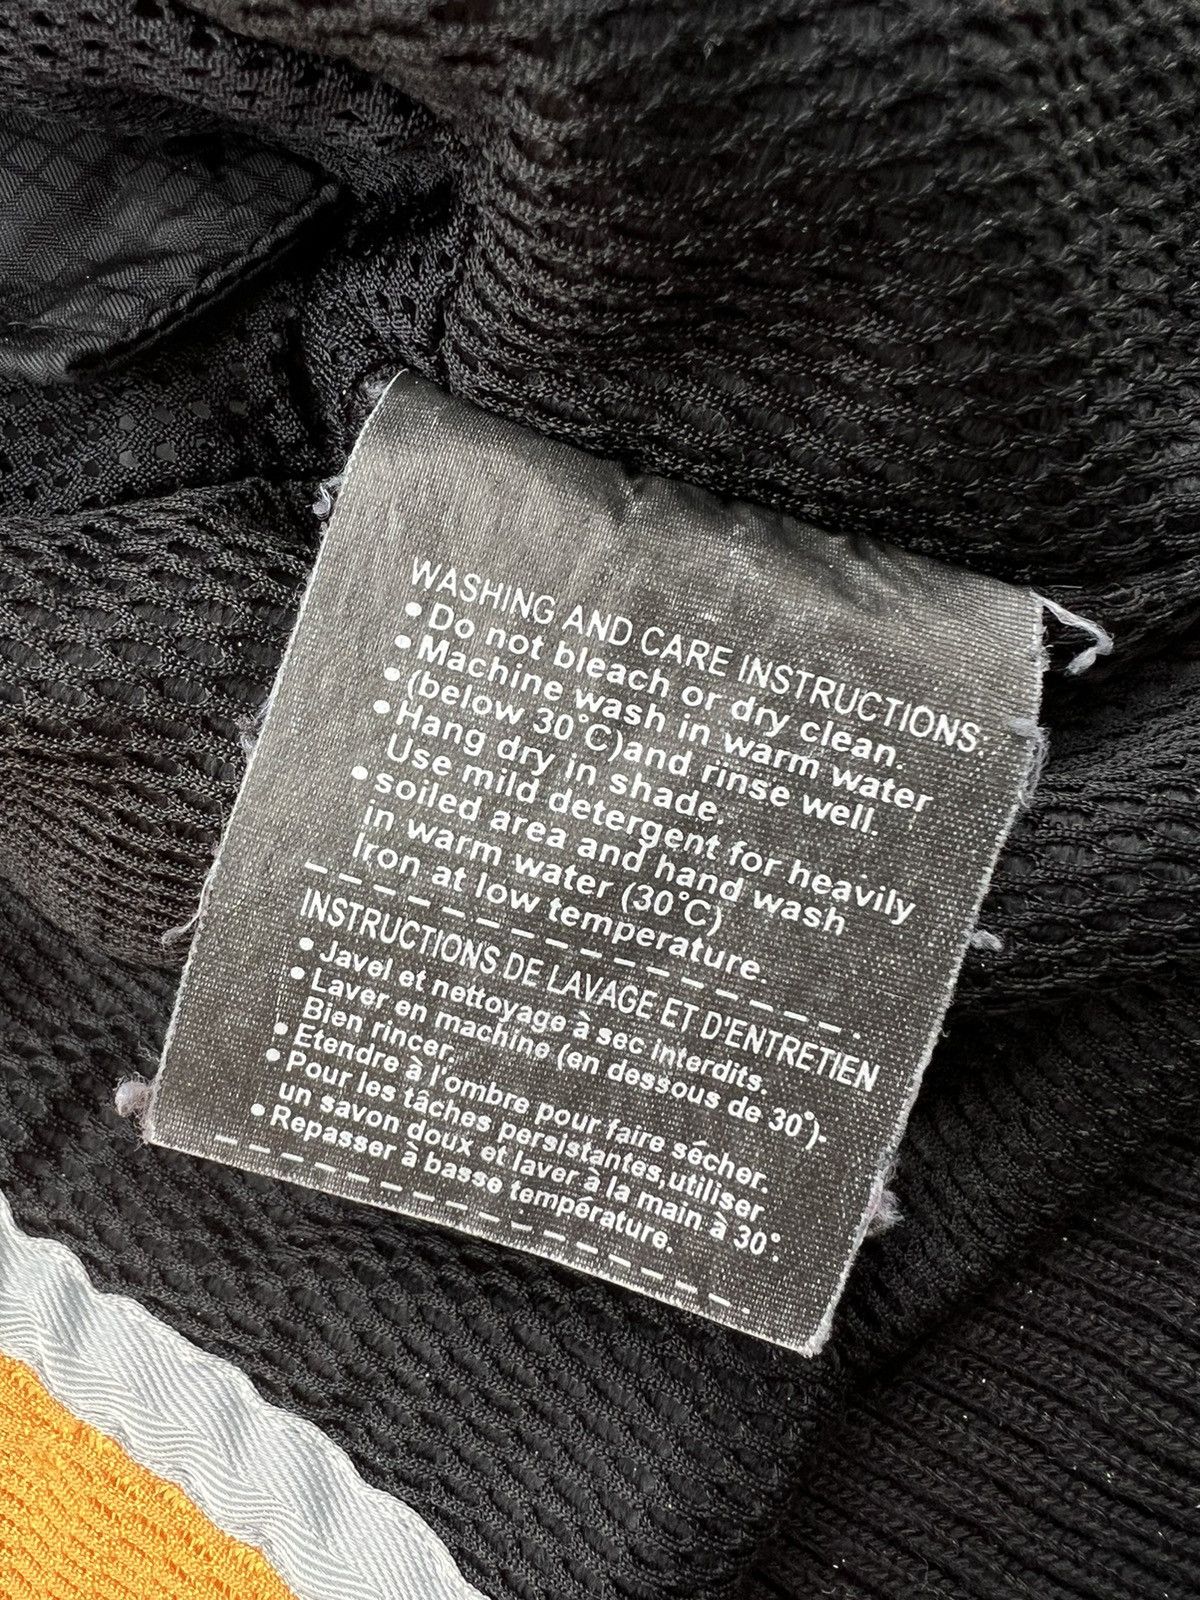 WASHING AND CARE INSTRUCTIONS.
• Do not bleach or dry clean.
• Machine wash in warm water
• (below 30°C)and rinse well.
• Hang dry in shade.
Use mild detergent for heavily
• soiled area and hand wash
in warm water (30°C)
Iron at low temperature.
INSTRUCTIONS DE LAVAGE ET D'ENTRETIEN
• Javel et nettoyage à sec interdits.
• Laver en machine (en dessous de 30°).
Bien rincer.
• Etendre à l'ombre pour faire sécher.
• Pour les tâches persistantes,utiliser
un savon doux et laver à la main à 30°.
• Repasser à basse température.